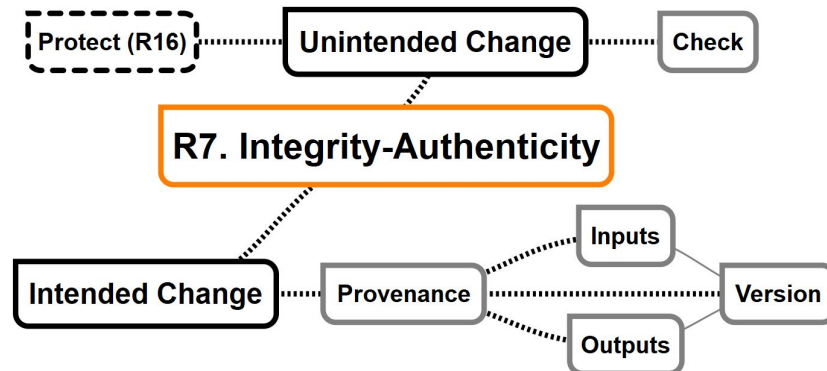 Protect (R16)
Unintended Change
Check
R7. Integrity-Authenticity
Inputs
Intended Change
Provenance
Version
Outputs